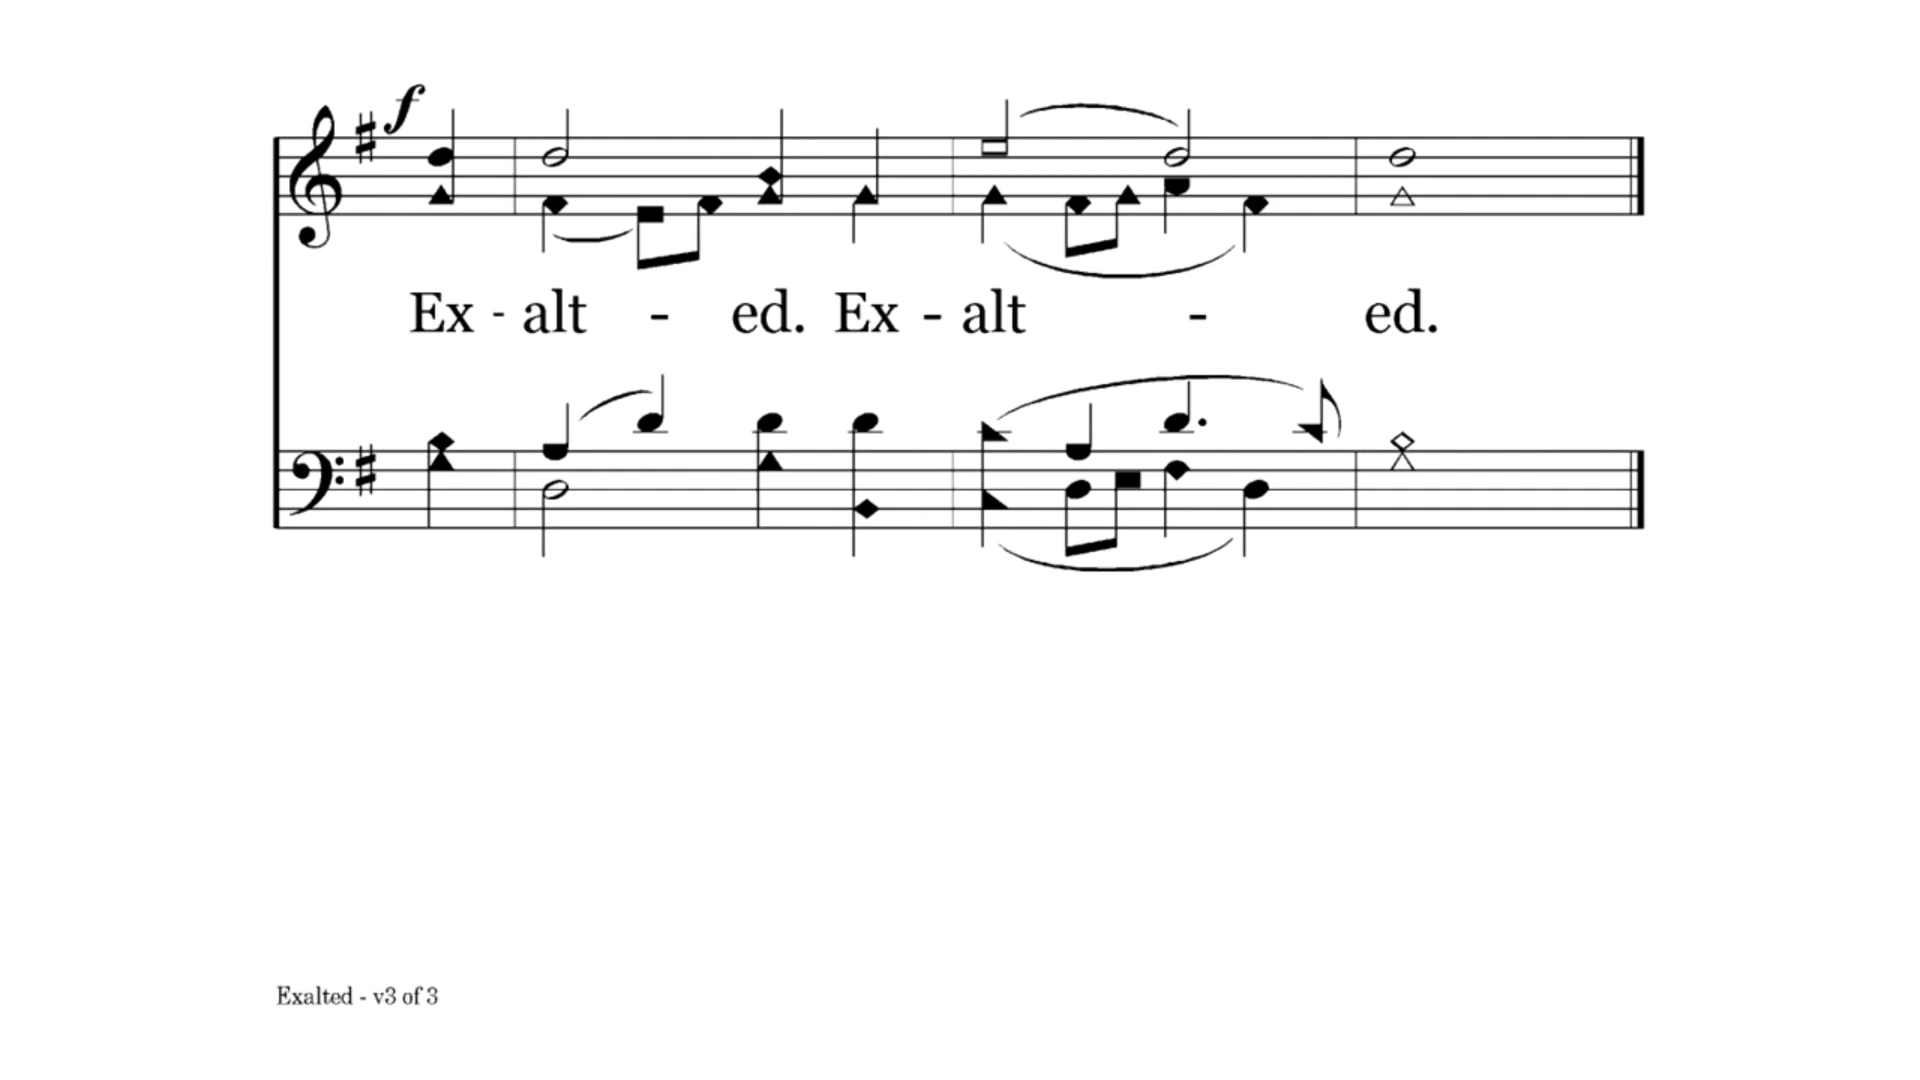 f
Ex - alt - ed. Ex - alt - ed.
Exalted - v3 of 3